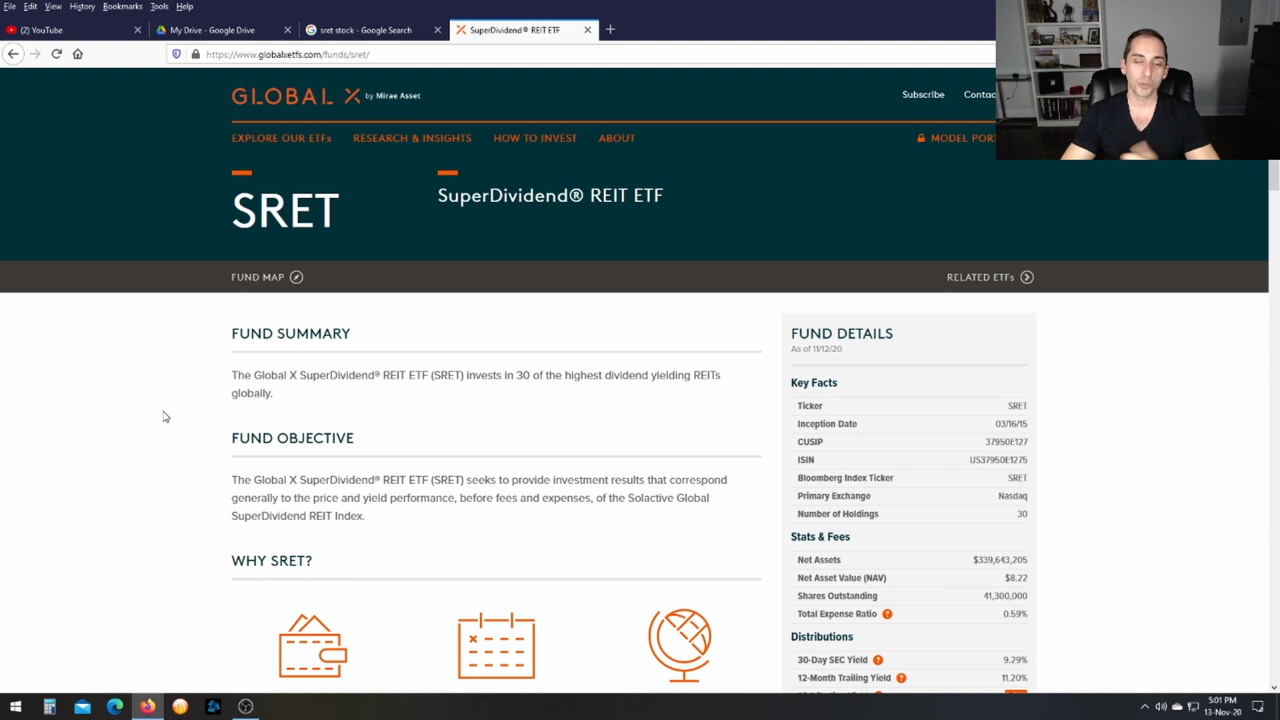 File Edit View History Bookmarks Tools Help
(2) YouTube
My Drive - Google Drive
sret stock - Google Search
SuperDividend® REIT ETF
https://www.globalxetfs.com/funds/sret/
GLOBAL X by Mirae Asset
Subscribe
EXPLORE OUR ETFs RESEARCH & INSIGHTS HOW TO INVEST ABOUT
SRET
SuperDividend® REIT ETF
FUND MAP
RELATED ETFs
FUND SUMMARY
The Global X SuperDividend® REIT ETF (SRET) invests in 30 of the highest dividend yielding REITs
globally.
FUND OBJECTIVE
The Global X SuperDividend® REIT ETF (SRET) seeks to provide investment results that correspond
generally to the price and yield performance, before fees and expenses, of the Solactive Global
SuperDividend REIT Index.
WHY SRET?
FUND DETAILS
As of 11/12/20
Key Facts
Ticker SRET
Inception Date 03/16/15
CUSIP 37950E127
ISIN US37950E1275
Bloomberg Index Ticker SRET
Primary Exchange Nasdaq
Number of Holdings 30
Stats & Fees
Net Assets $339,643,205
Net Asset Value (NAV) $8.22
Shares Outstanding 41,300,000
Total Expense Ratio ? 0.59%
Distributions
30-Day SEC Yield ? 9.29%
12-Month Trailing Yield ? 11.20%
5:01 PM
13-Nov-20